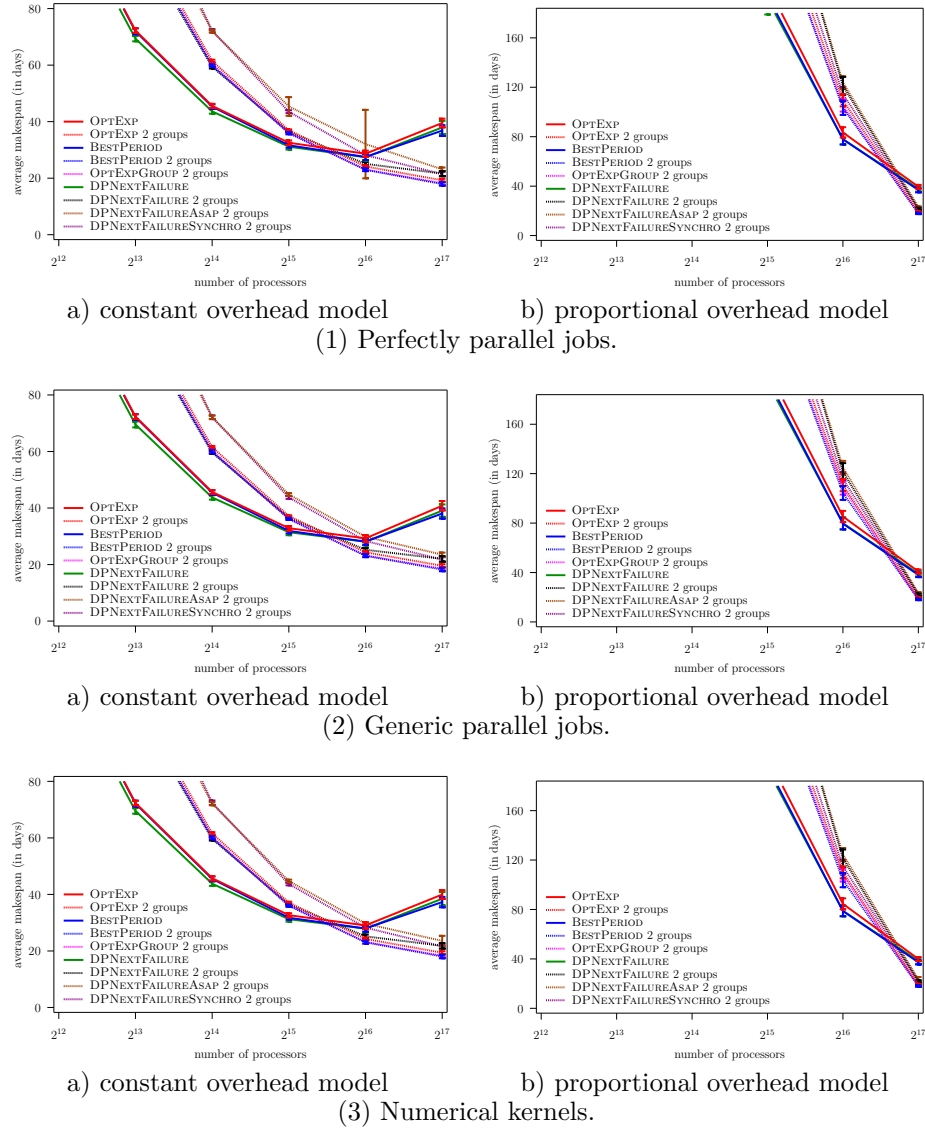 average makespan (in days)
80
60
40
20
0
OPTEXP
OPTEXP 2 groups
BESTPERIOD
BESTPERIOD 2 groups
OPTEXPGROUP 2 groups
DPNEXTFAILURE
DPNEXTFAILURE 2 groups
DPNEXTFAILUREASAP 2 groups
DPNEXTFAILURESYNCHRO 2 groups
2^12 2^13 2^14 2^15 2^16 2^17
number of processors
a) constant overhead model
average makespan (in days)
160
120
80
40
0
OPTEXP
OPTEXP 2 groups
BESTPERIOD
BESTPERIOD 2 groups
OPTEXPGROUP 2 groups
DPNEXTFAILURE
DPNEXTFAILURE 2 groups
DPNEXTFAILUREASAP 2 groups
DPNEXTFAILURESYNCHRO 2 groups
2^12 2^13 2^14 2^15 2^16 2^17
number of processors
b) proportional overhead model
(1) Perfectly parallel jobs.
average makespan (in days)
80
60
40
20
0
OPTEXP
OPTEXP 2 groups
BESTPERIOD
BESTPERIOD 2 groups
OPTEXPGROUP 2 groups
DPNEXTFAILURE
DPNEXTFAILURE 2 groups
DPNEXTFAILUREASAP 2 groups
DPNEXTFAILURESYNCHRO 2 groups
2^12 2^13 2^14 2^15 2^16 2^17
number of processors
a) constant overhead model
average makespan (in days)
160
120
80
40
0
OPTEXP
OPTEXP 2 groups
BESTPERIOD
BESTPERIOD 2 groups
OPTEXPGROUP 2 groups
DPNEXTFAILURE
DPNEXTFAILURE 2 groups
DPNEXTFAILUREASAP 2 groups
DPNEXTFAILURESYNCHRO 2 groups
2^12 2^13 2^14 2^15 2^16 2^17
number of processors
b) proportional overhead model
(2) Generic parallel jobs.
average makespan (in days)
80
60
40
20
0
OPTEXP
OPTEXP 2 groups
BESTPERIOD
BESTPERIOD 2 groups
OPTEXPGROUP 2 groups
DPNEXTFAILURE
DPNEXTFAILURE 2 groups
DPNEXTFAILUREASAP 2 groups
DPNEXTFAILURESYNCHRO 2 groups
2^12 2^13 2^14 2^15 2^16 2^17
number of processors
a) constant overhead model
average makespan (in days)
160
120
80
40
0
OPTEXP
OPTEXP 2 groups
BESTPERIOD
BESTPERIOD 2 groups
OPTEXPGROUP 2 groups
DPNEXTFAILURE
DPNEXTFAILURE 2 groups
DPNEXTFAILUREASAP 2 groups
DPNEXTFAILURESYNCHRO 2 groups
2^12 2^13 2^14 2^15 2^16 2^17
number of processors
b) proportional overhead model
(3) Numerical kernels.